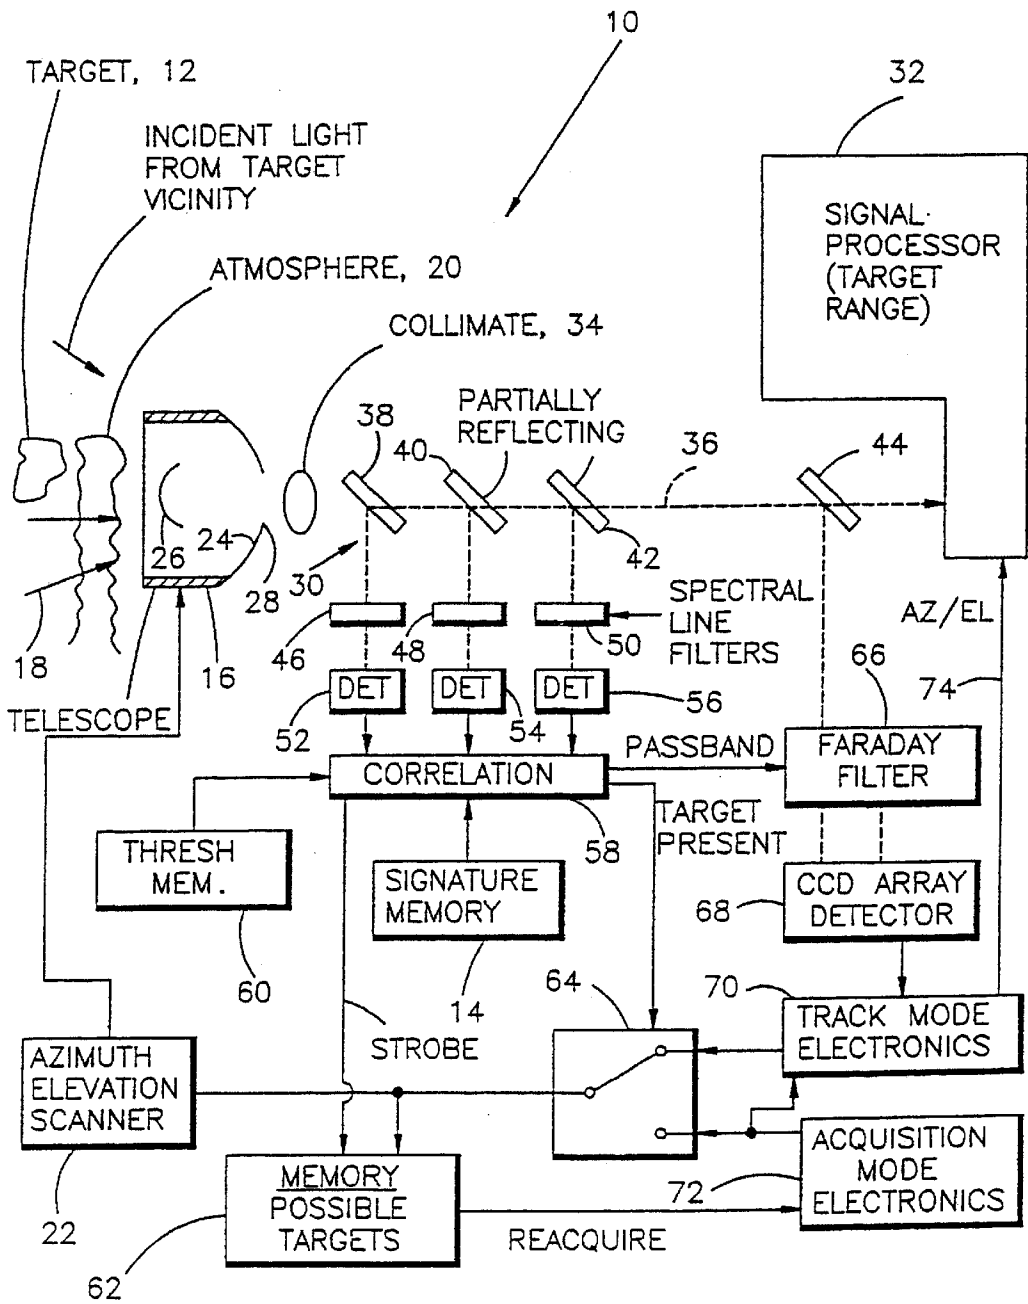 10
TARGET, 12
32
INCIDENT LIGHT
FROM TARGET
VICINITY
SIGNAL
PROCESSOR
(TARGET
RANGE)
ATMOSPHERE, 20
COLLIMATE, 34
PARTIALLY
REFLECTING
38
40
36
44
26
24
28
30
42
18
16
46
48
50
SPECTRAL
LINE
FILTERS
AZ/EL
74
TELESCOPE
DET
DET
DET
52
54
56
66
CORRELATION
PASSBAND
FARADAY
FILTER
TARGET
PRESENT
58
THRESH
MEM.
SIGNATURE
MEMORY
68
CCD ARRAY
DETECTOR
60
14
64
70
STROBE
TRACK MODE
ELECTRONICS
AZIMUTH
ELEVATION
SCANNER
22
MEMORY
POSSIBLE
TARGETS
62
REACQUIRE
72
ACQUISITION
MODE
ELECTRONICS